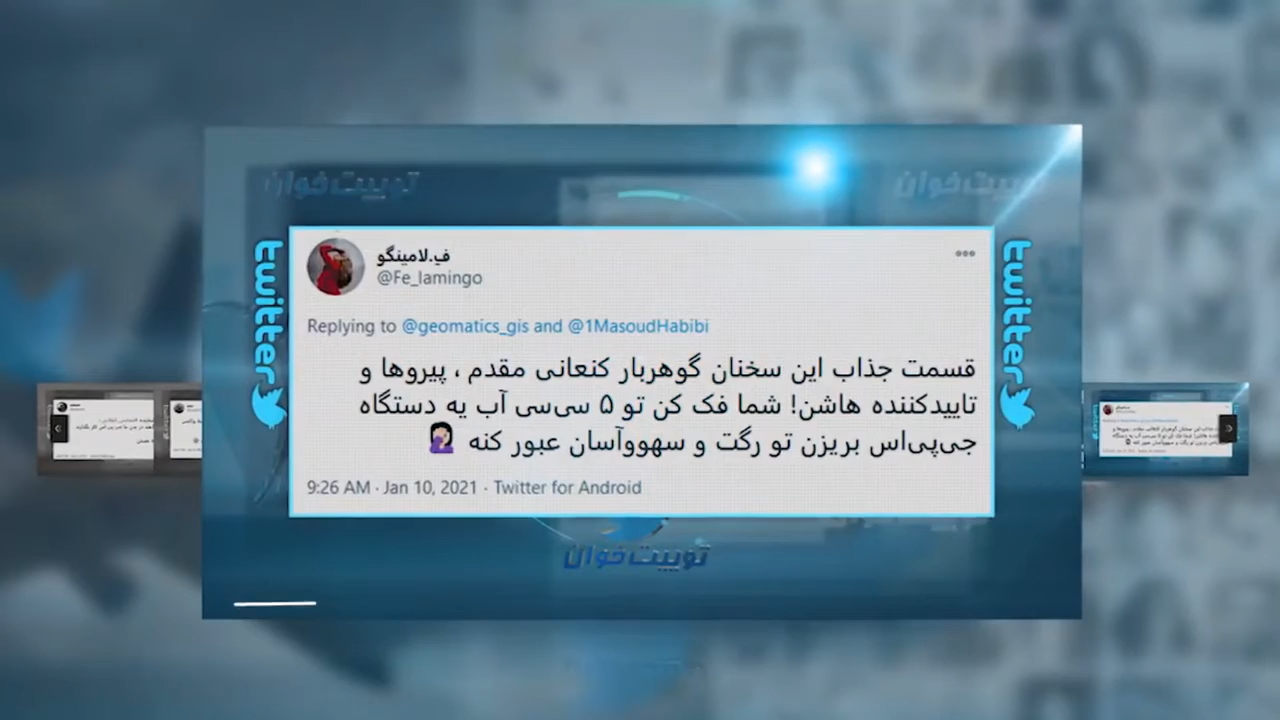 توییت‌خوان
توییت‌خوان
twitter
twitter
فِ.لامینگو
@Fe_lamingo
Replying to @geomatics_gis and @1MasoudHabibi
قسمت جذاب این سخنان گوهربار کنعانی مقدم ، پیروها و
تاییدکننده هاشن! شما فک کن تو ۵ سی‌سی آب یه دستگاه
جی‌پی‌اس بریزن تو رگت و سهووآسان عبور کنه 🤦🏻‍♀️
9:26 AM · Jan 10, 2021 · Twitter for Android
توییت‌خوان